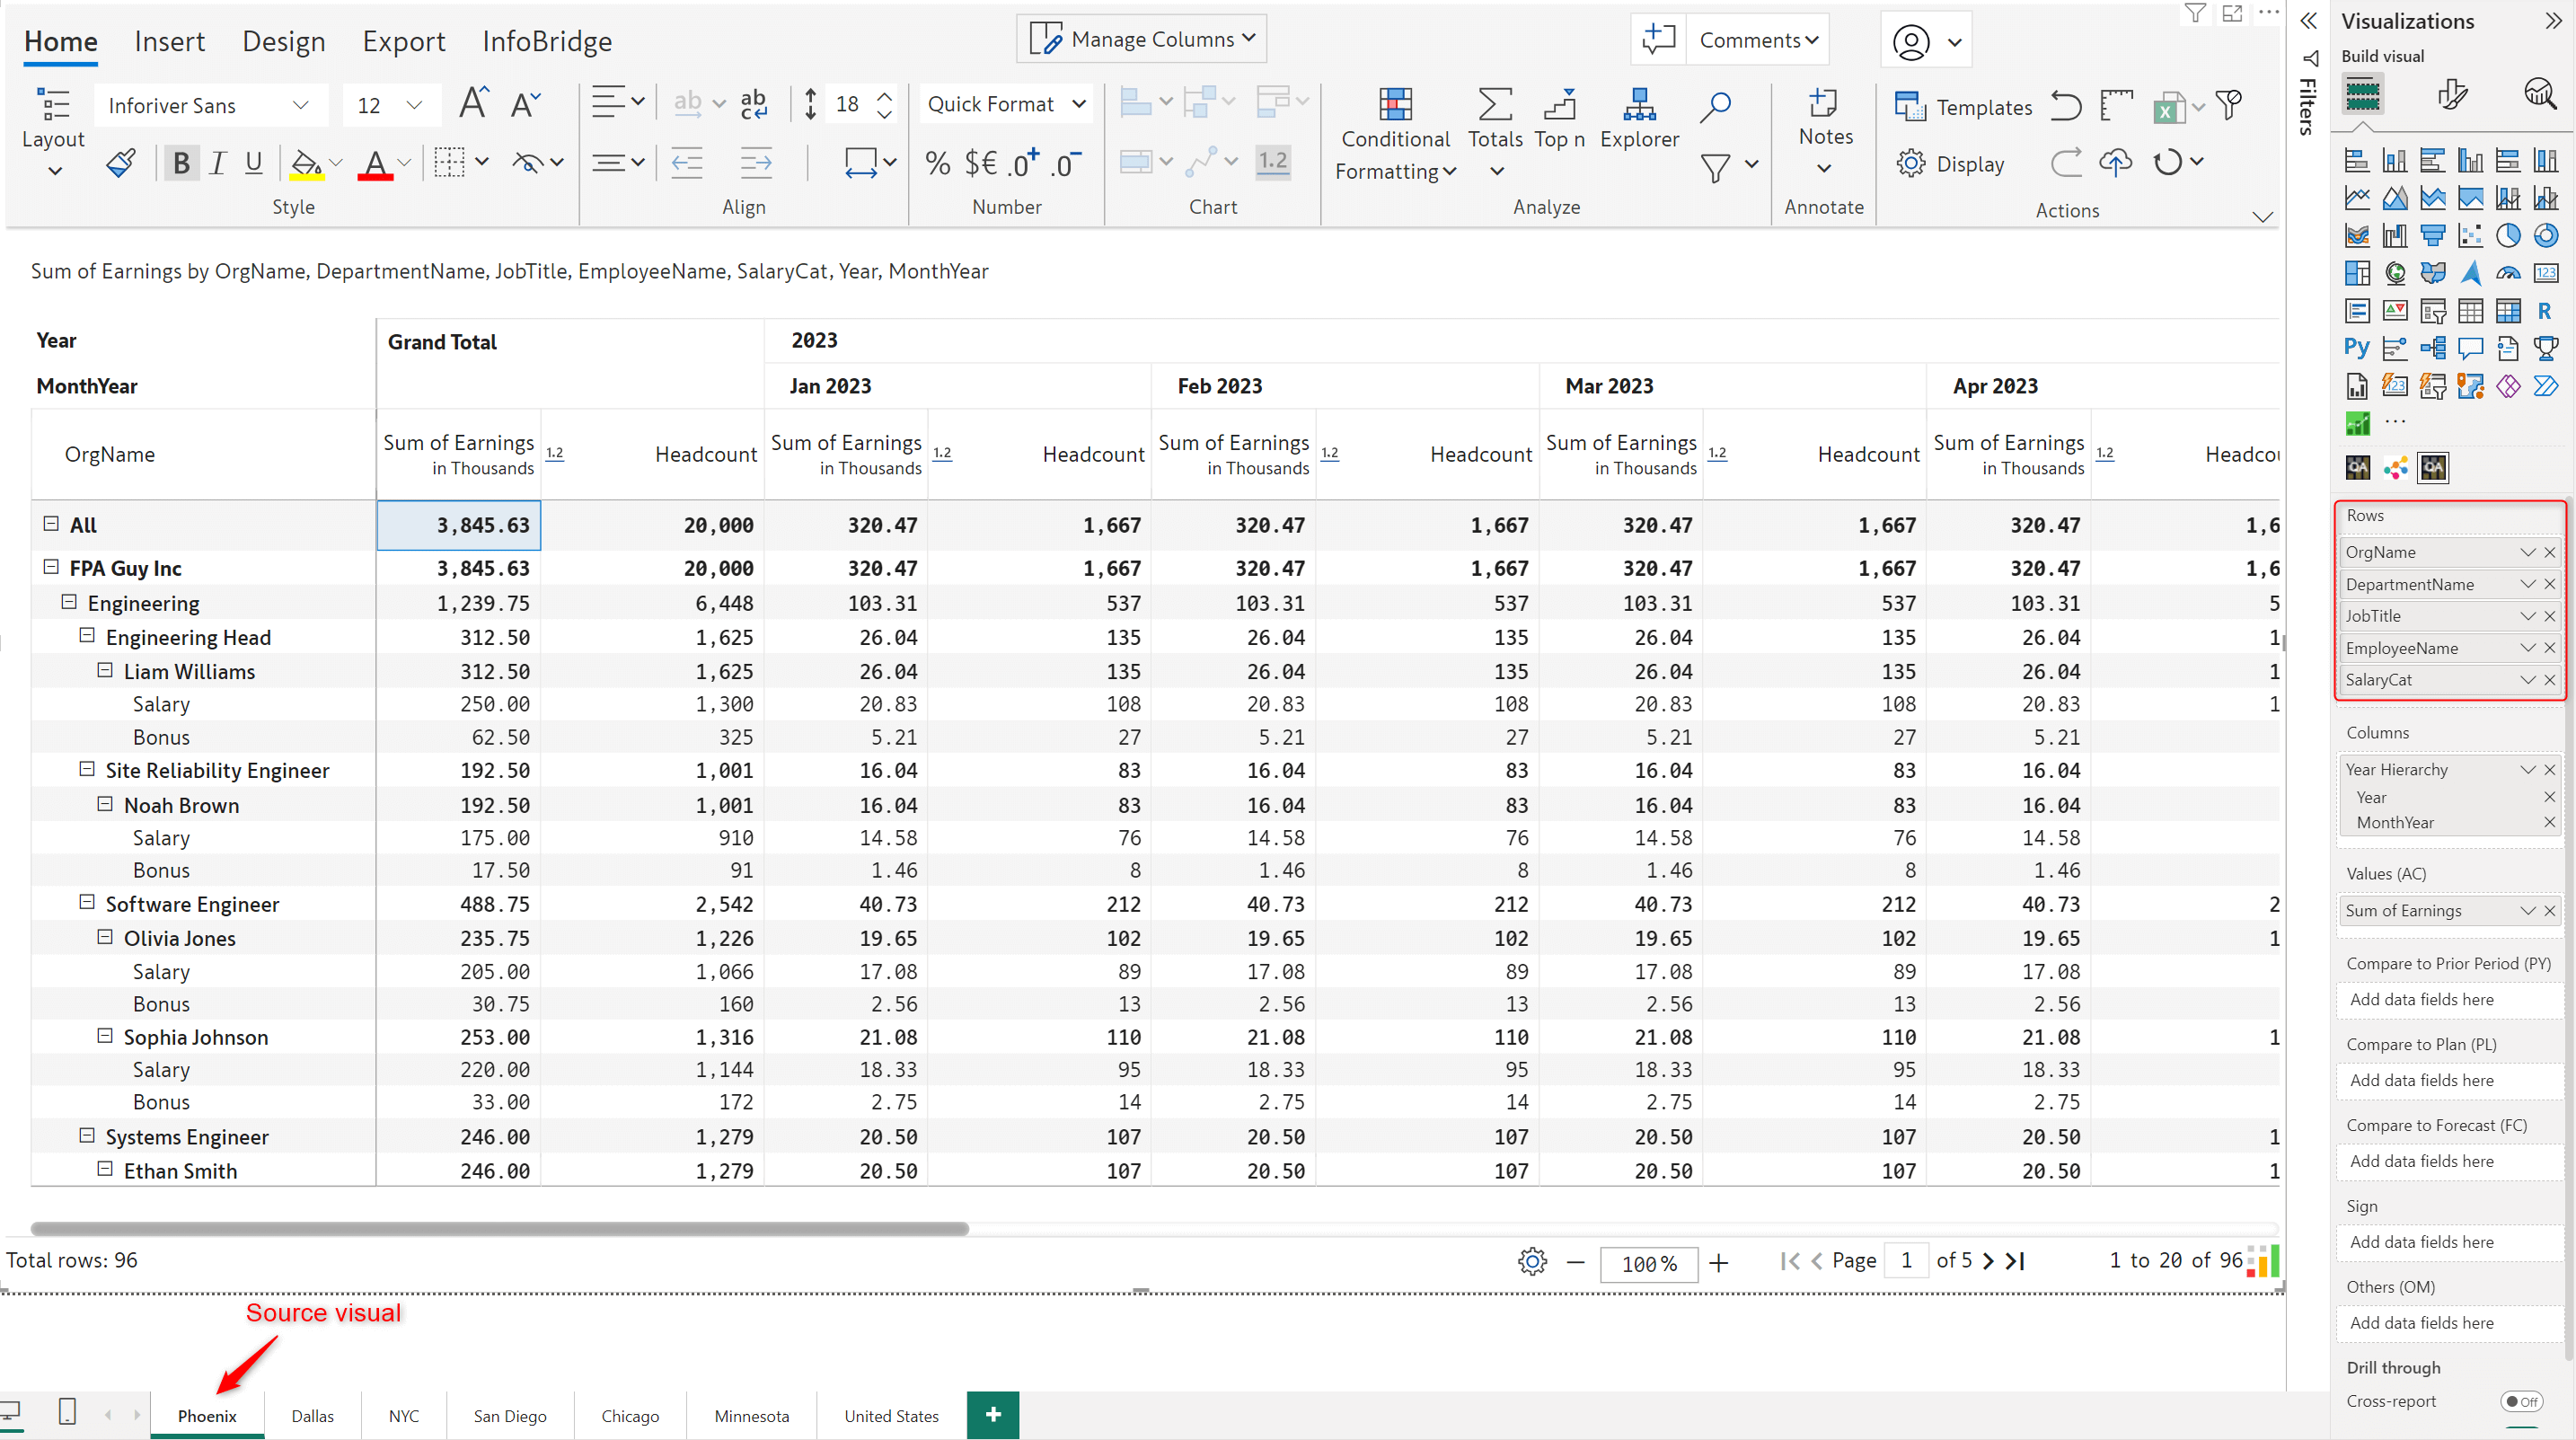 Home Insert Design Export InfoBridge Manage Columns Comments
Layout Inforiver Sans 12 A A ab ab 18 Quick Format Conditional Formatting Totals Top n Explorer Notes Templates
B I U A % $€ .0+ .0- 1.2 Display
Style Align Number Chart Analyze Annotate Actions
Sum of Earnings by OrgName, DepartmentName, JobTitle, EmployeeName, SalaryCat, Year, MonthYear
Year Grand Total 2023
MonthYear Jan 2023 Feb 2023 Mar 2023 Apr 2023
OrgName Sum of Earnings in Thousands 1.2 Headcount Sum of Earnings in Thousands 1.2 Headcount Sum of Earnings in Thousands 1.2 Headcount Sum of Earnings in Thousands 1.2 Headcount Sum of Earnings in Thousands 1.2
All 3,845.63 20,000 320.47 1,667 320.47 1,667 320.47 1,667 320.47 1,6
FPA Guy Inc 3,845.63 20,000 320.47 1,667 320.47 1,667 320.47 1,667 320.47 1,6
Engineering 1,239.75 6,448 103.31 537 103.31 537 103.31 537 103.31 5
Engineering Head 312.50 1,625 26.04 135 26.04 135 26.04 135 26.04 1
Liam Williams 312.50 1,625 26.04 135 26.04 135 26.04 135 26.04 1
Salary 250.00 1,300 20.83 108 20.83 108 20.83 108 20.83 1
Bonus 62.50 325 5.21 27 5.21 27 5.21 27 5.21
Site Reliability Engineer 192.50 1,001 16.04 83 16.04 83 16.04 83 16.04
Noah Brown 192.50 1,001 16.04 83 16.04 83 16.04 83 16.04
Salary 175.00 910 14.58 76 14.58 76 14.58 76 14.58
Bonus 17.50 91 1.46 8 1.46 8 1.46 8 1.46
Software Engineer 488.75 2,542 40.73 212 40.73 212 40.73 212 40.73 2
Olivia Jones 235.75 1,226 19.65 102 19.65 102 19.65 102 19.65 1
Salary 205.00 1,066 17.08 89 17.08 89 17.08 89 17.08
Bonus 30.75 160 2.56 13 2.56 13 2.56 13 2.56
Sophia Johnson 253.00 1,316 21.08 110 21.08 110 21.08 110 21.08 1
Salary 220.00 1,144 18.33 95 18.33 95 18.33 95 18.33
Bonus 33.00 172 2.75 14 2.75 14 2.75 14 2.75
Systems Engineer 246.00 1,279 20.50 107 20.50 107 20.50 107 20.50 1
Ethan Smith 246.00 1,279 20.50 107 20.50 107 20.50 107 20.50 1
Total rows: 96 100% Page 1 of 5 1 to 20 of 96
Source visual
Phoenix Dallas NYC San Diego Chicago Minnesota United States +
Filters
Visualizations
Build visual
123
R
Py
123
QA QA
Rows
OrgName
DepartmentName
JobTitle
EmployeeName
SalaryCat
Columns
Year Hierarchy
Year
MonthYear
Values (AC)
Sum of Earnings
Compare to Prior Period (PY)
Add data fields here
Compare to Plan (PL)
Add data fields here
Compare to Forecast (FC)
Add data fields here
Sign
Add data fields here
Others (OM)
Add data fields here
Drill through
Cross-report Off